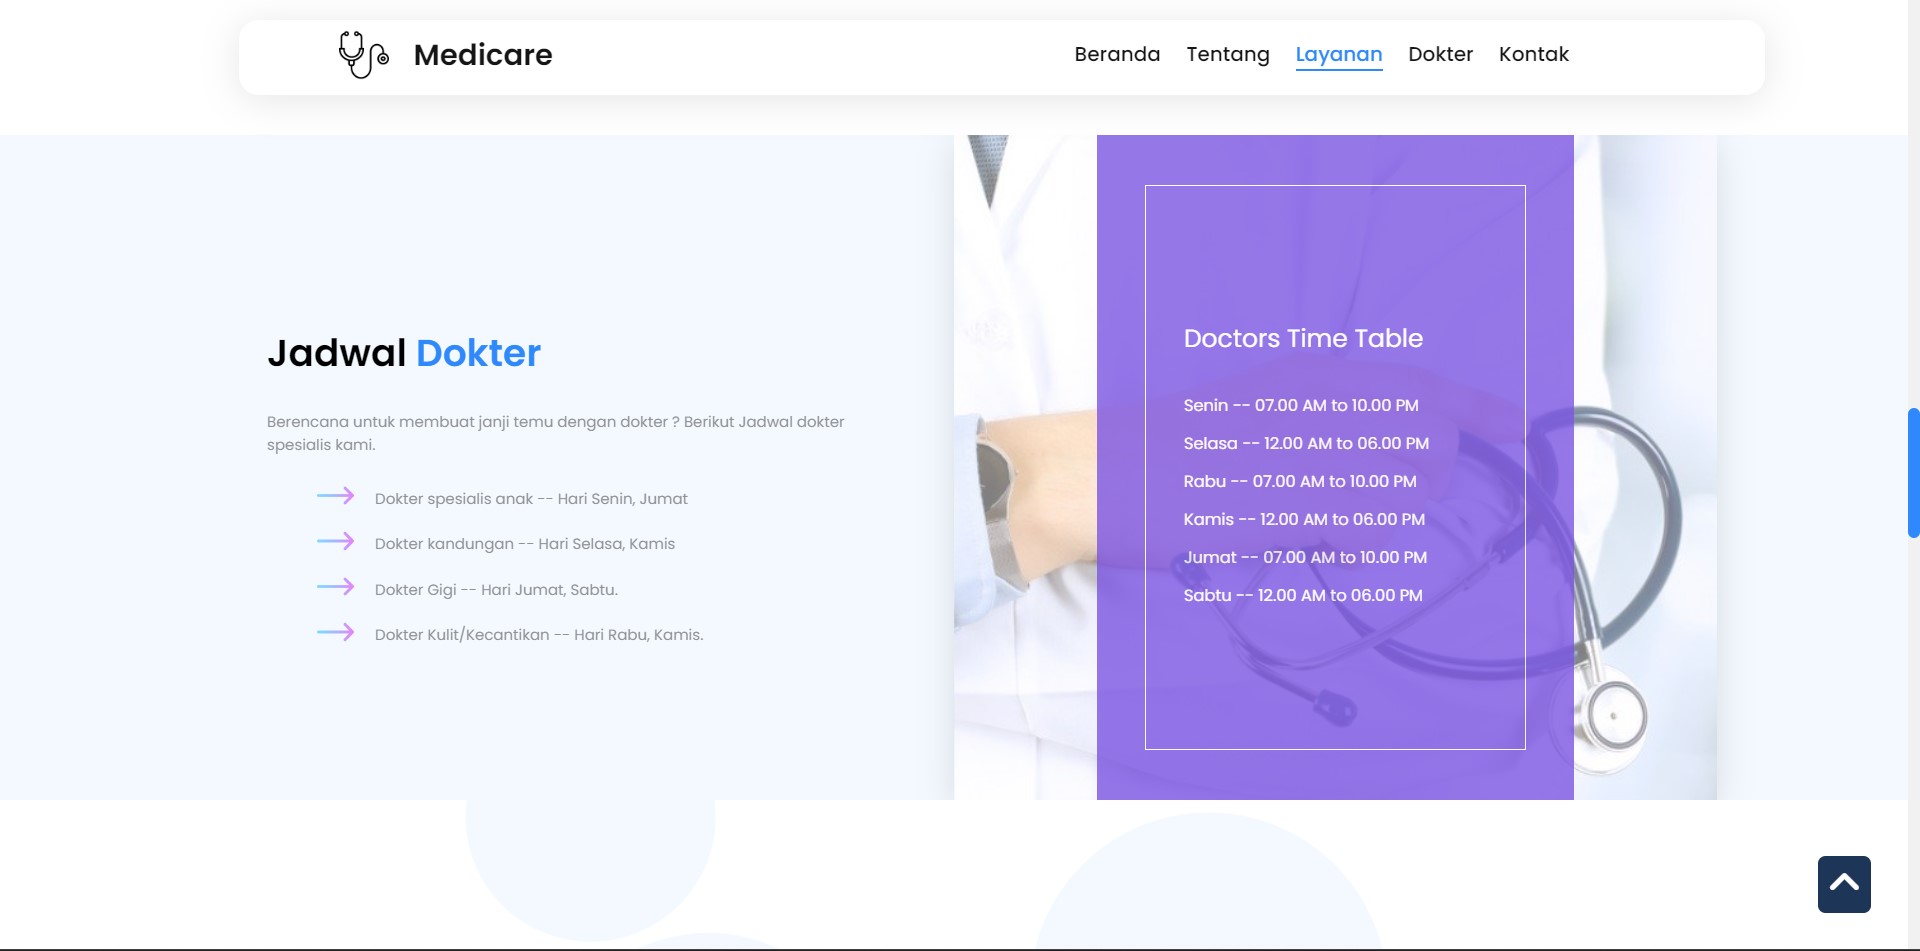 Medicare
Beranda Tentang Layanan Dokter Kontak
Jadwal Dokter
Berencana untuk membuat janji temu dengan dokter ? Berikut Jadwal dokter
spesialis kami.
Dokter spesialis anak -- Hari Senin, Jumat
Dokter kandungan -- Hari Selasa, Kamis
Dokter Gigi -- Hari Jumat, Sabtu.
Dokter Kulit/Kecantikan -- Hari Rabu, Kamis.
Doctors Time Table
Senin -- 07.00 AM to 10.00 PM
Selasa -- 12.00 AM to 06.00 PM
Rabu -- 07.00 AM to 10.00 PM
Kamis -- 12.00 AM to 06.00 PM
Jumat -- 07.00 AM to 10.00 PM
Sabtu -- 12.00 AM to 06.00 PM